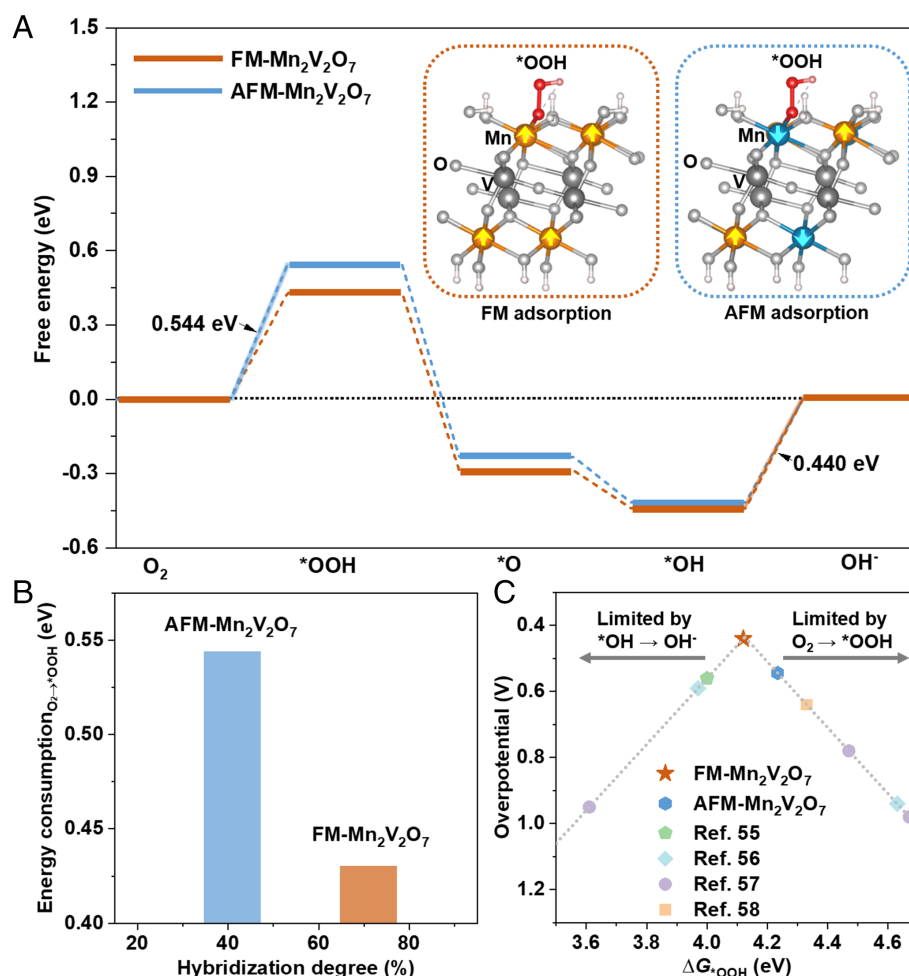 A
1.5
1.2
0.9
0.6
0.3
0.0
-0.3
-0.6
Free energy (eV)
FM-Mn₂V₂O₇
AFM-Mn₂V₂O₇
*OOH
Mn
O
V
FM adsorption
*OOH
Mn
O
V
AFM adsorption
0.544 eV
0.440 eV
O₂
*OOH
*O
*OH
OH⁻
B
Energy consumption O₂→*OOH (eV)
0.55
0.50
0.45
0.40
AFM-Mn₂V₂O₇
FM-Mn₂V₂O₇
20 40 60 80
Hybridization degree (%)
C
Overpotential (V)
0.4
0.6
0.8
1.0
1.2
Limited by
*OH → OH⁻
Limited by
O₂ → *OOH
FM-Mn₂V₂O₇
AFM-Mn₂V₂O₇
Ref. 55
Ref. 56
Ref. 57
Ref. 58
3.6 3.8 4.0 4.2 4.4 4.6
ΔG*OOH (eV)